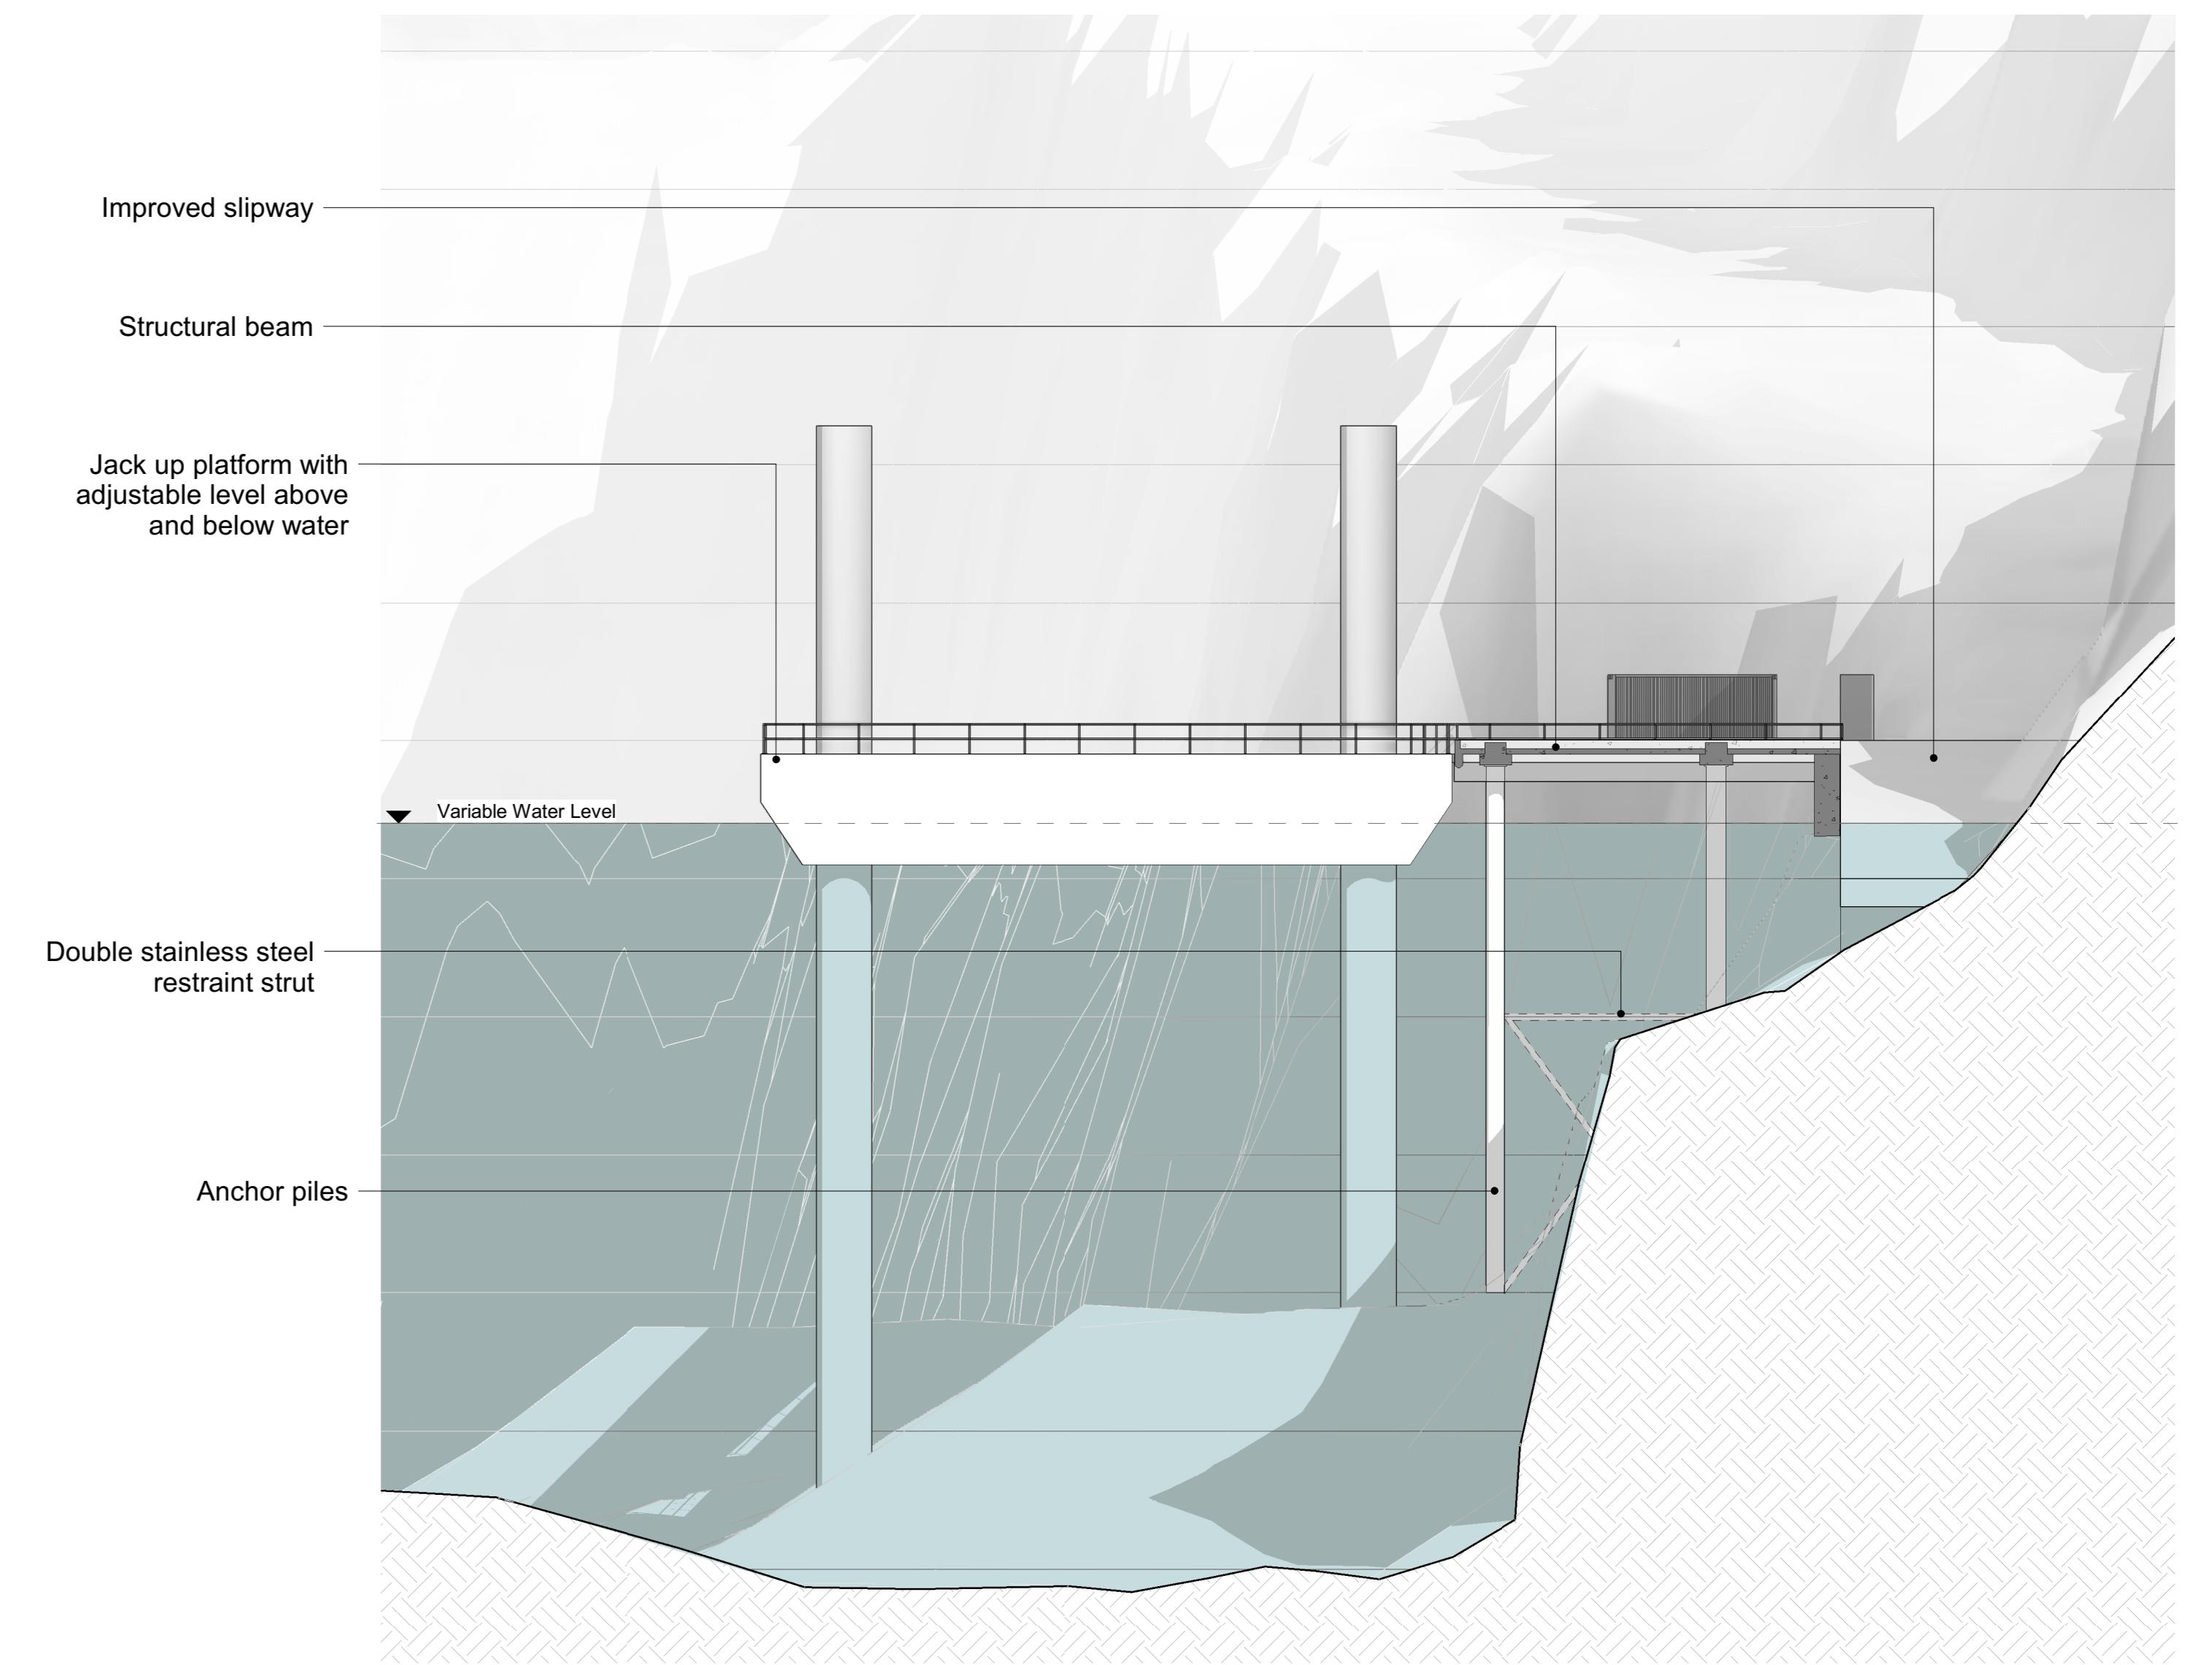 Improved slipway
Structural beam
Jack up platform with
adjustable level above
and below water
Variable Water Level
Double stainless steel
restraint strut
Anchor piles